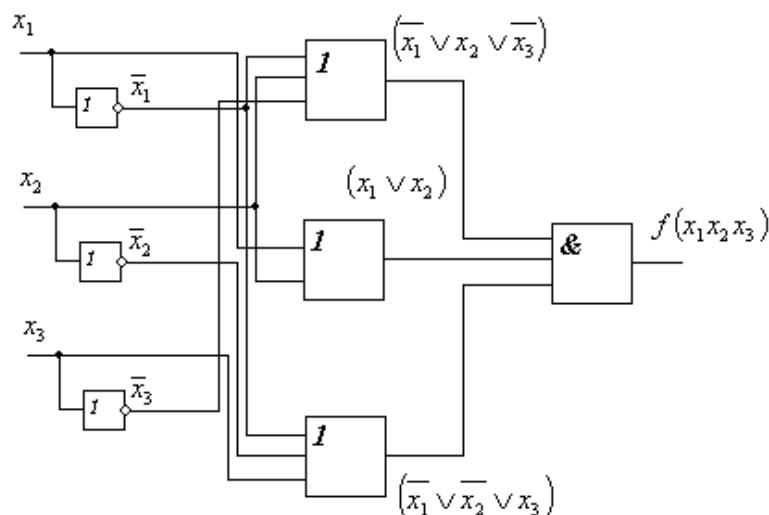 x₁
(x̅₁ ∨ x₂ ∨ x̅₃)
1
1
x̅₁
x₂
(x₁ ∨ x₂)
1
&
f(x₁x₂x₃)
1
x̅₂
x₃
1
x̅₃
1
(x̅₁ ∨ x̅₂ ∨ x₃)